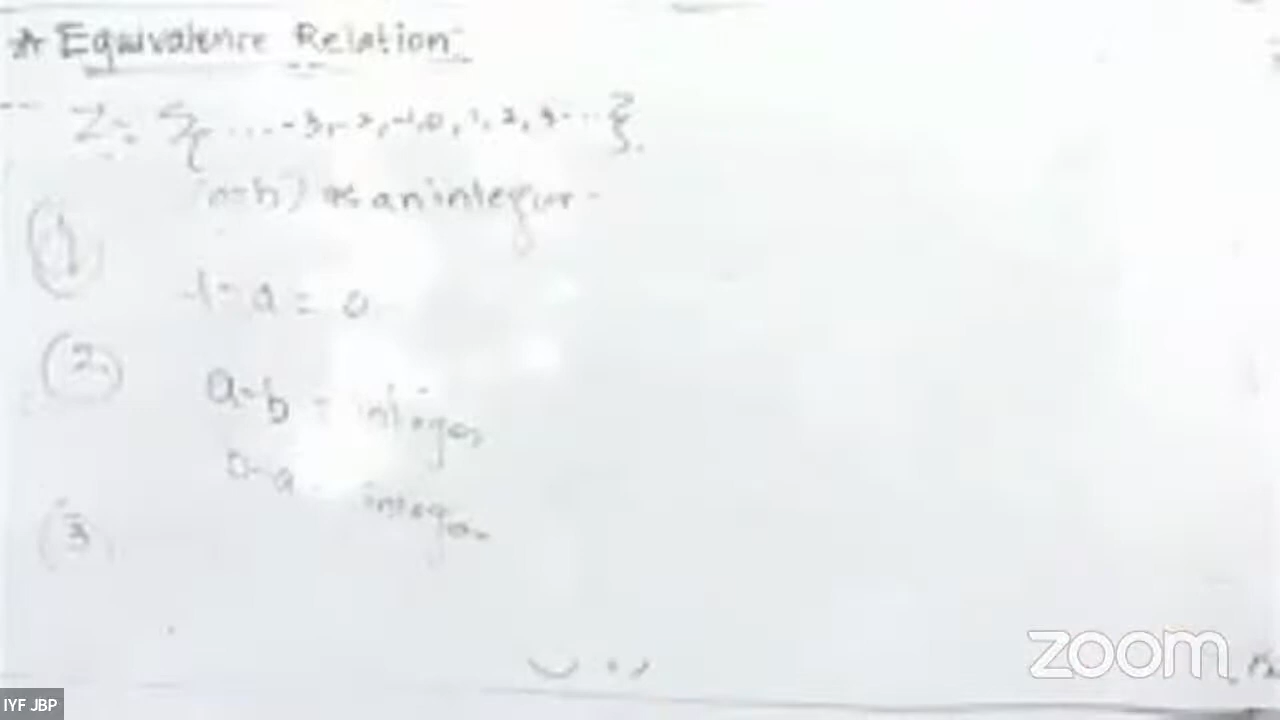 * Equivalence Relation
Z = { ... -3, -2, -1, 0, 1, 2, 3 ... }.
(a-b) is an integer
(1)
a = 0
(2)
a-b = integer
b-a integer
(3)
zoom
IYF JBP